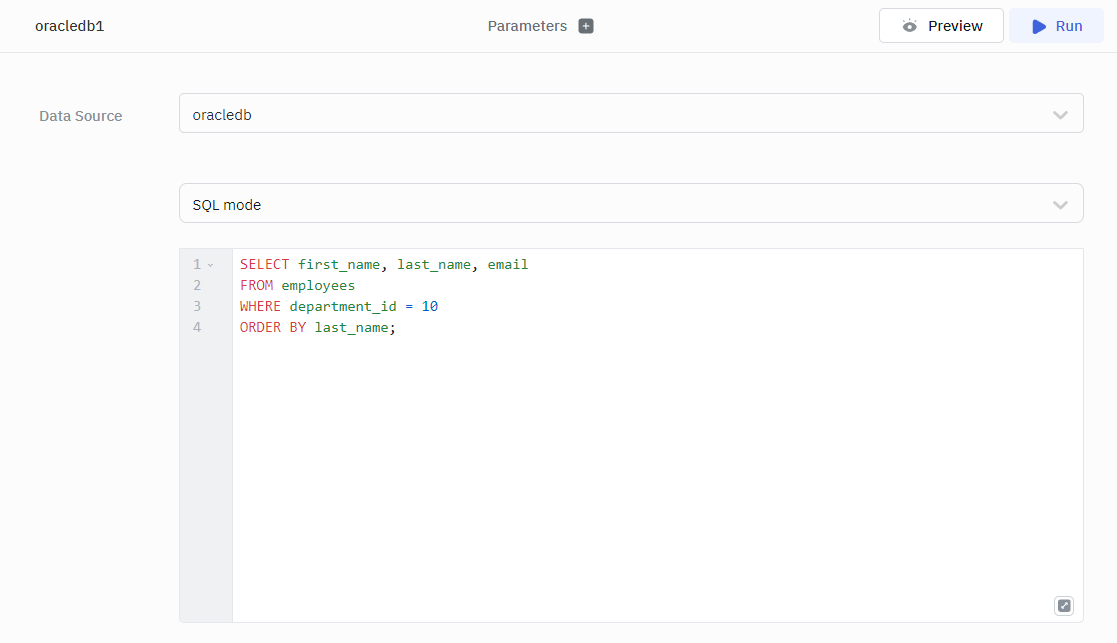 oracledb1
Parameters
Preview
Run
Data Source
oracledb
SQL mode
1 SELECT first_name, last_name, email
2 FROM employees
3 WHERE department_id = 10
4 ORDER BY last_name;